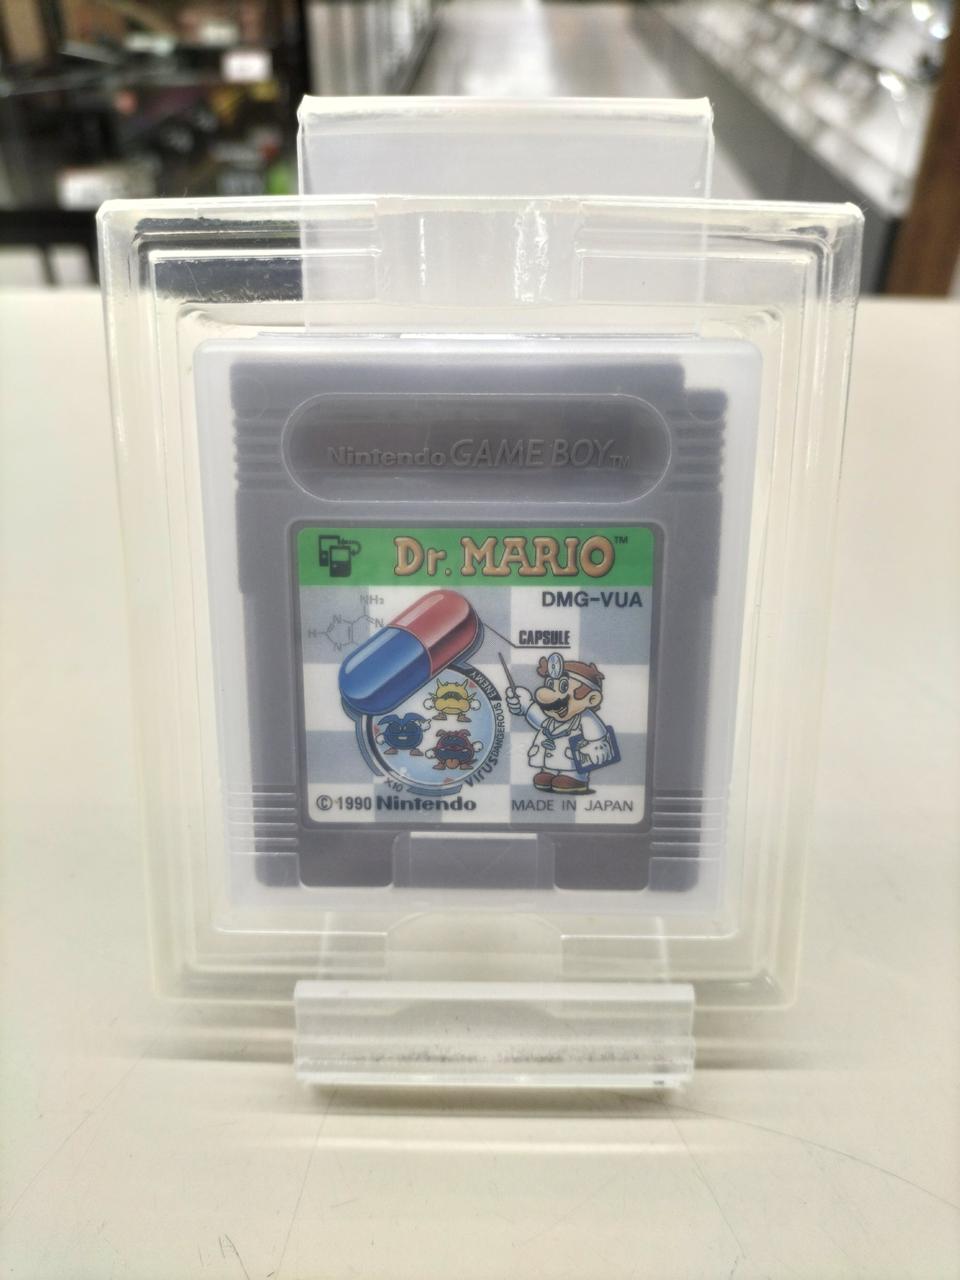 Nintendo GAME BOY TM
Dr. MARIO TM
DMG-VUA
NH₂
N
N
H
N
CAPSULE
DANGEROUS ENEMY
VIRUS
X10
© 1990 Nintendo
MADE IN JAPAN